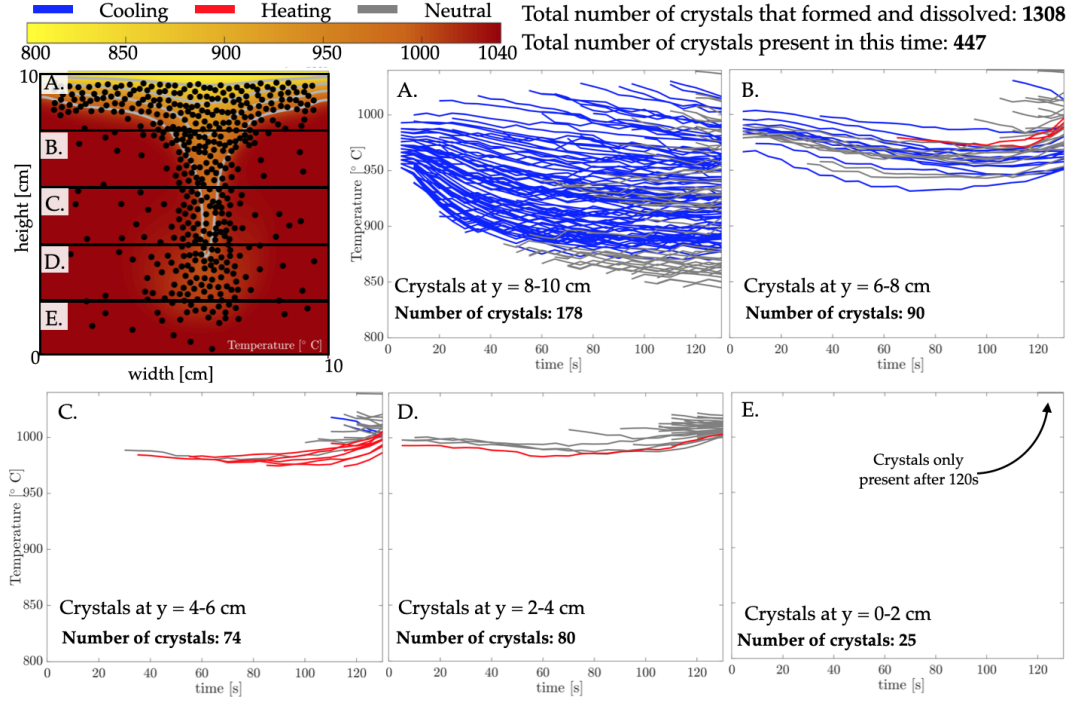 Cooling Heating Neutral
800 850 900 950 1000 1040
Total number of crystals that formed and dissolved: 1308
Total number of crystals present in this time: 447
10
A.
B.
C.
D.
E.
height [cm]
0
10
width [cm]
Temperature [° C]
A.
1000
950
900
850
800
Temperature [° C]
Crystals at y = 8-10 cm
Number of crystals: 178
0 20 40 60 80 100 120
time [s]
B.
Crystals at y = 6-8 cm
Number of crystals: 90
0 20 40 60 80 100 120
time [s]
C.
1000
950
900
850
800
Temperature [° C]
Crystals at y = 4-6 cm
Number of crystals: 74
0 20 40 60 80 100 120
time [s]
D.
Crystals at y = 2-4 cm
Number of crystals: 80
0 20 40 60 80 100 120
time [s]
E.
Crystals only
present after 120s
Crystals at y = 0-2 cm
Number of crystals: 25
0 20 40 60 80 100 120
time [s]